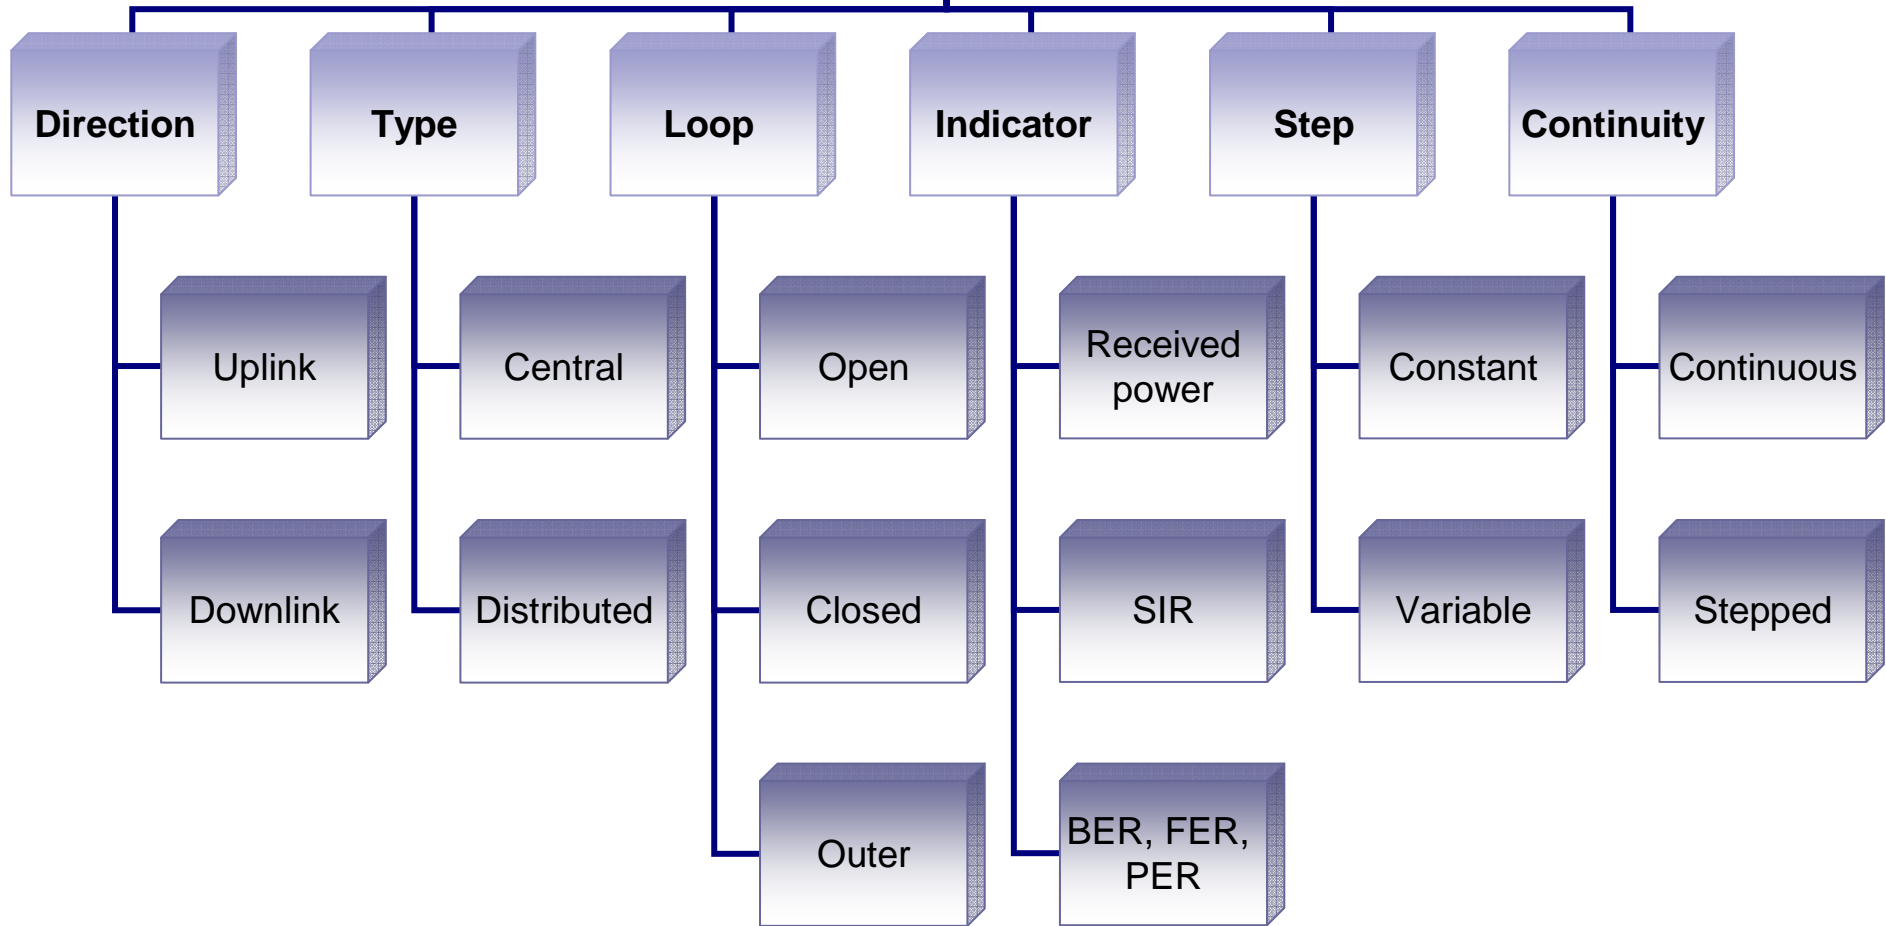 Direction
Type
Loop
Indicator
Step
Continuity
Uplink
Central
Open
Received
power
Constant
Continuous
Downlink
Distributed
Closed
SIR
Variable
Stepped
Outer
BER, FER,
PER